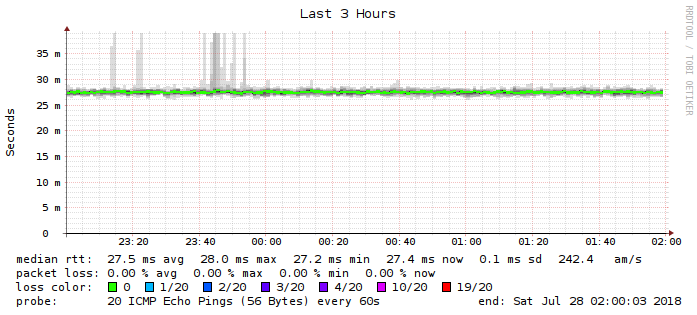 Last 3 Hours
RRDTOOL / TOBI OETIKER
Seconds
35 m
30 m
25 m
20 m
15 m
10 m
5 m
0
23:20 23:40 00:00 00:20 00:40 01:00 01:20 01:40 02:00
median rtt: 27.5 ms avg 28.0 ms max 27.2 ms min 27.4 ms now 0.1 ms sd 242.4 am/s
packet loss: 0.00 % avg 0.00 % max 0.00 % min 0.00 % now
loss color: 0 1/20 2/20 3/20 4/20 10/20 19/20
probe: 20 ICMP Echo Pings (56 Bytes) every 60s end: Sat Jul 28 02:00:03 2018